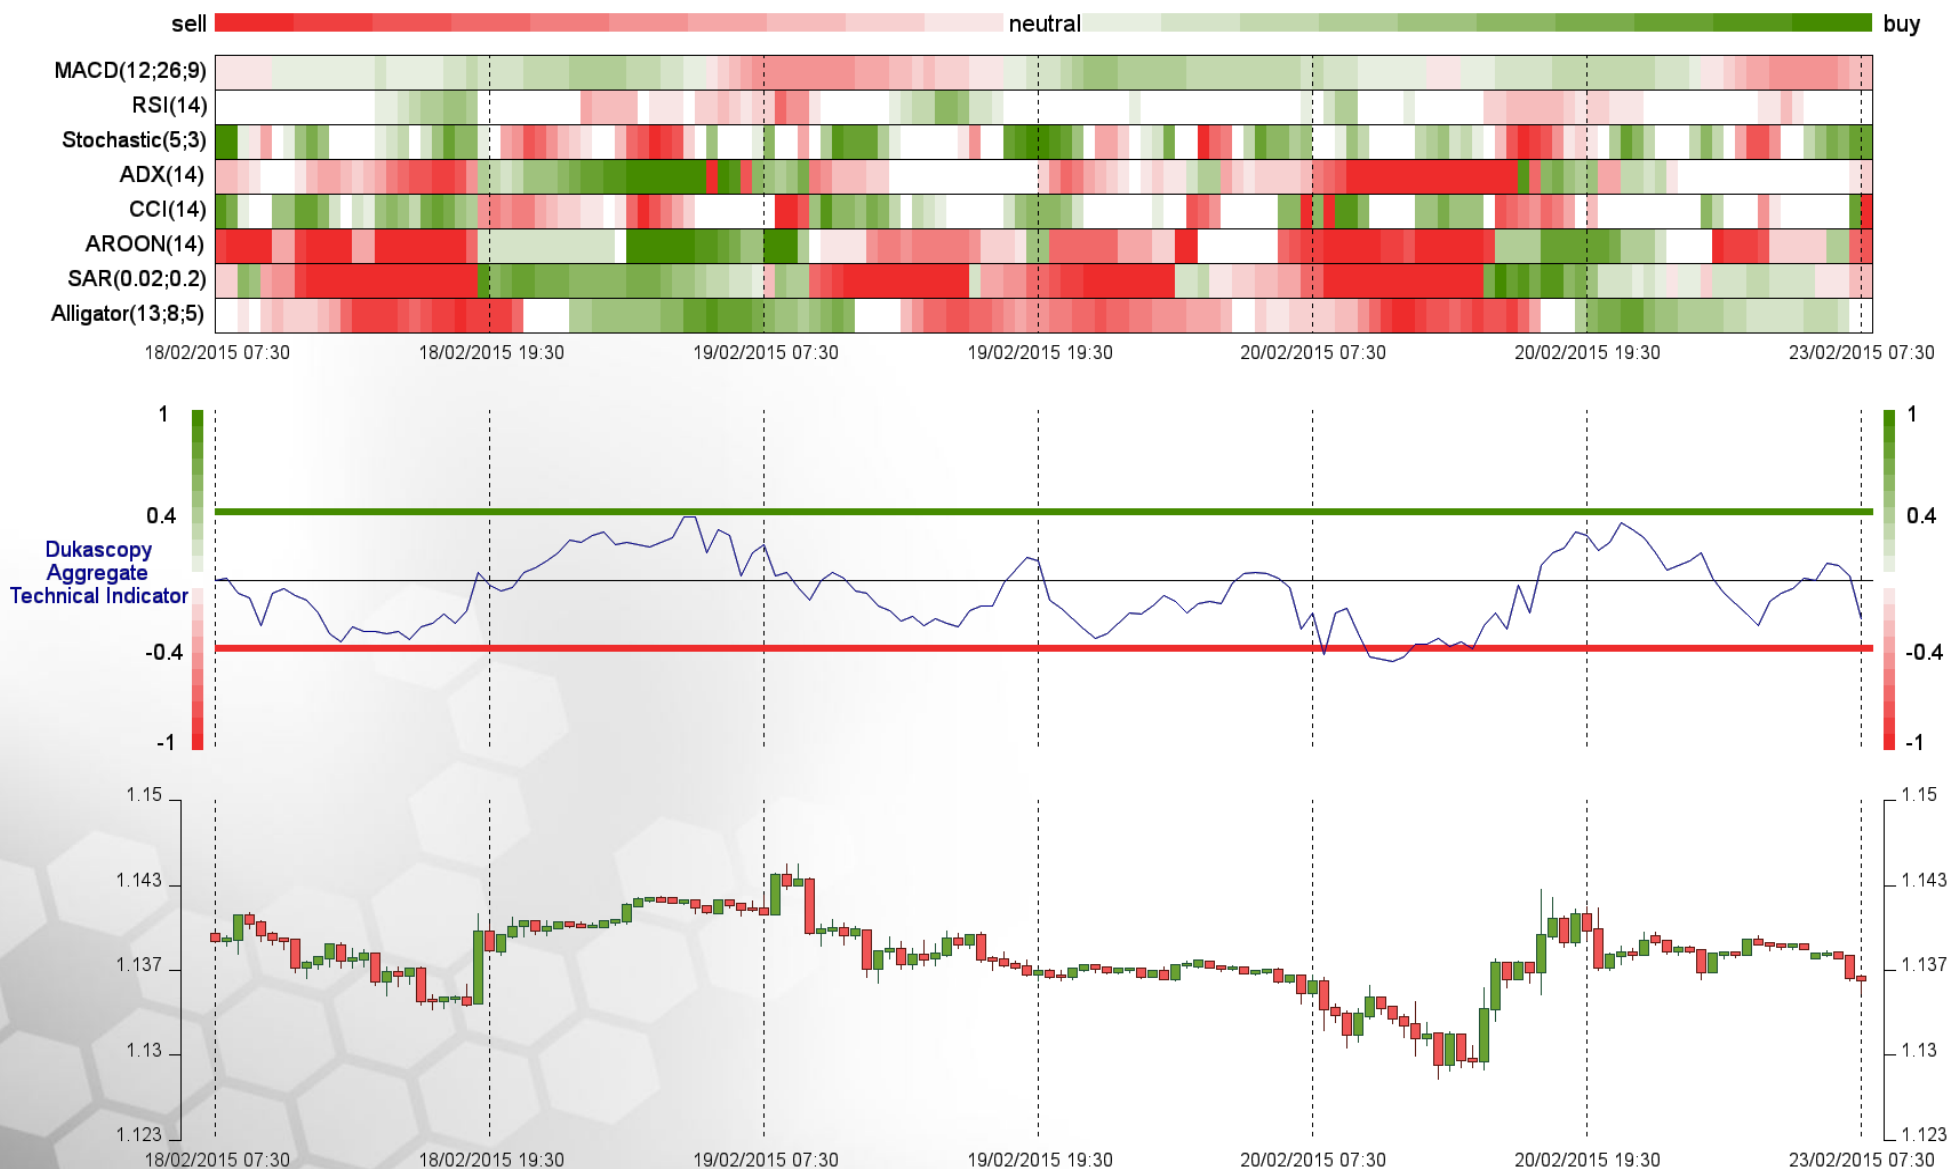 sell neutral buy
MACD(12;26;9)
RSI(14)
Stochastic(5;3)
ADX(14)
CCI(14)
AROON(14)
SAR(0.02;0.2)
Alligator(13;8;5)
18/02/2015 07:30 18/02/2015 19:30 19/02/2015 07:30 19/02/2015 19:30 20/02/2015 07:30 20/02/2015 19:30 23/02/2015 07:30
1 1
0.4 0.4
Dukascopy
Aggregate
Technical Indicator
-0.4 -0.4
-1 -1
1.15 1.15
1.143 1.143
1.137 1.137
1.13 1.13
1.123 1.123
18/02/2015 07:30 18/02/2015 19:30 19/02/2015 07:30 19/02/2015 19:30 20/02/2015 07:30 20/02/2015 19:30 23/02/2015 07:30